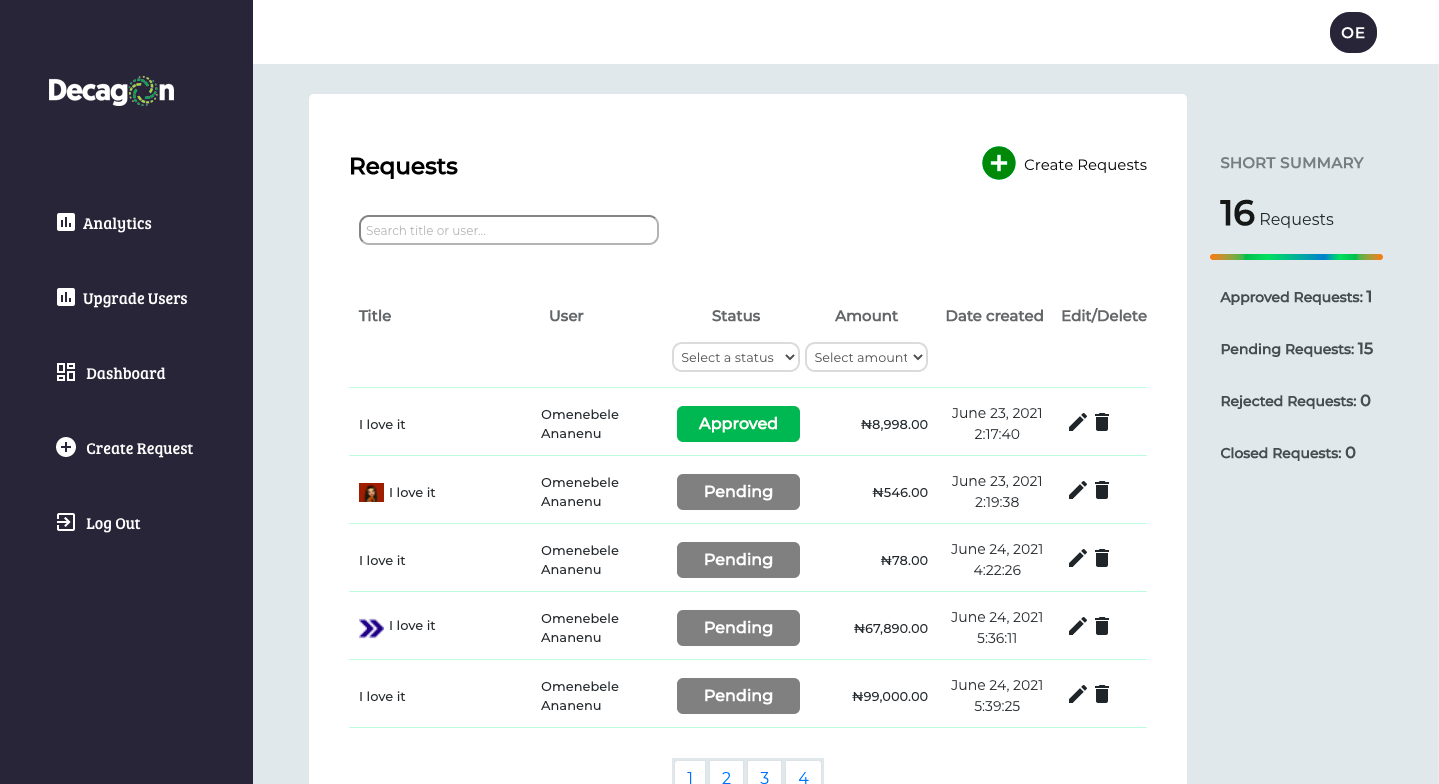 OE
Decagon
Analytics
Upgrade Users
Dashboard
Create Request
Log Out
Requests
Create Requests
Search title or user...
Title User Status Amount Date created Edit/Delete
Select a status Select amount
I love it Omenebele Ananenu Approved ₦8,998.00 June 23, 2021 2:17:40
I love it Omenebele Ananenu Pending ₦546.00 June 23, 2021 2:19:38
I love it Omenebele Ananenu Pending ₦78.00 June 24, 2021 4:22:26
I love it Omenebele Ananenu Pending ₦67,890.00 June 24, 2021 5:36:11
I love it Omenebele Ananenu Pending ₦99,000.00 June 24, 2021 5:39:25
1 2 3 4
SHORT SUMMARY
16 Requests
Approved Requests: 1
Pending Requests: 15
Rejected Requests: 0
Closed Requests: 0